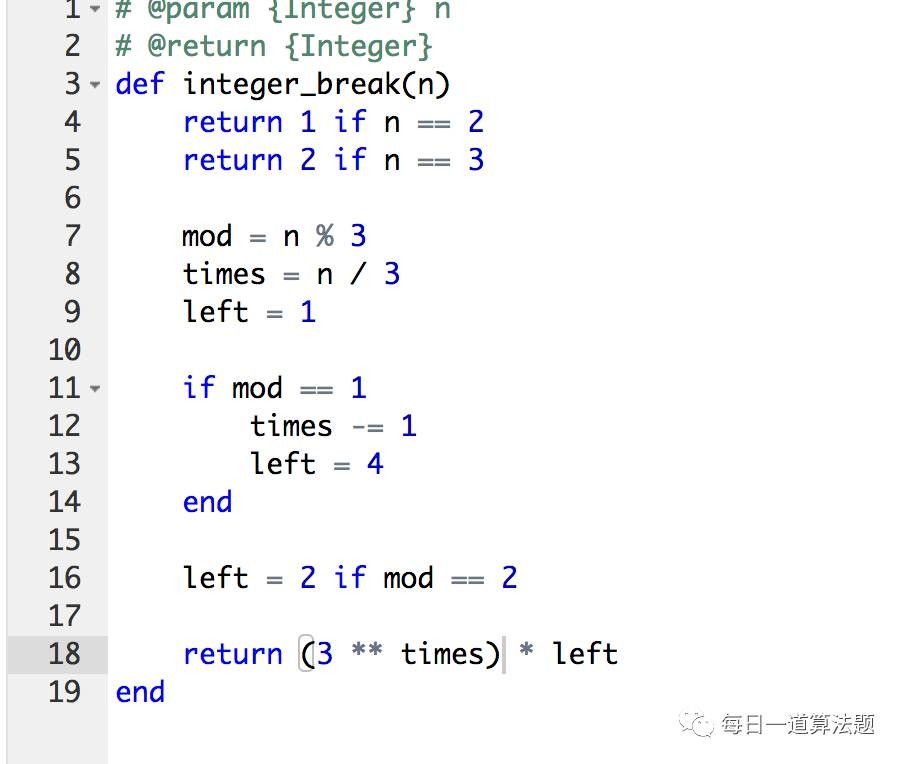 1 # @param {Integer} n
2 # @return {Integer}
3 def integer_break(n)
4     return 1 if n == 2
5     return 2 if n == 3
6
7     mod = n % 3
8     times = n / 3
9     left = 1
10
11     if mod == 1
12         times -= 1
13         left = 4
14     end
15
16     left = 2 if mod == 2
17
18     return (3 ** times) * left
19 end
每日一道算法题